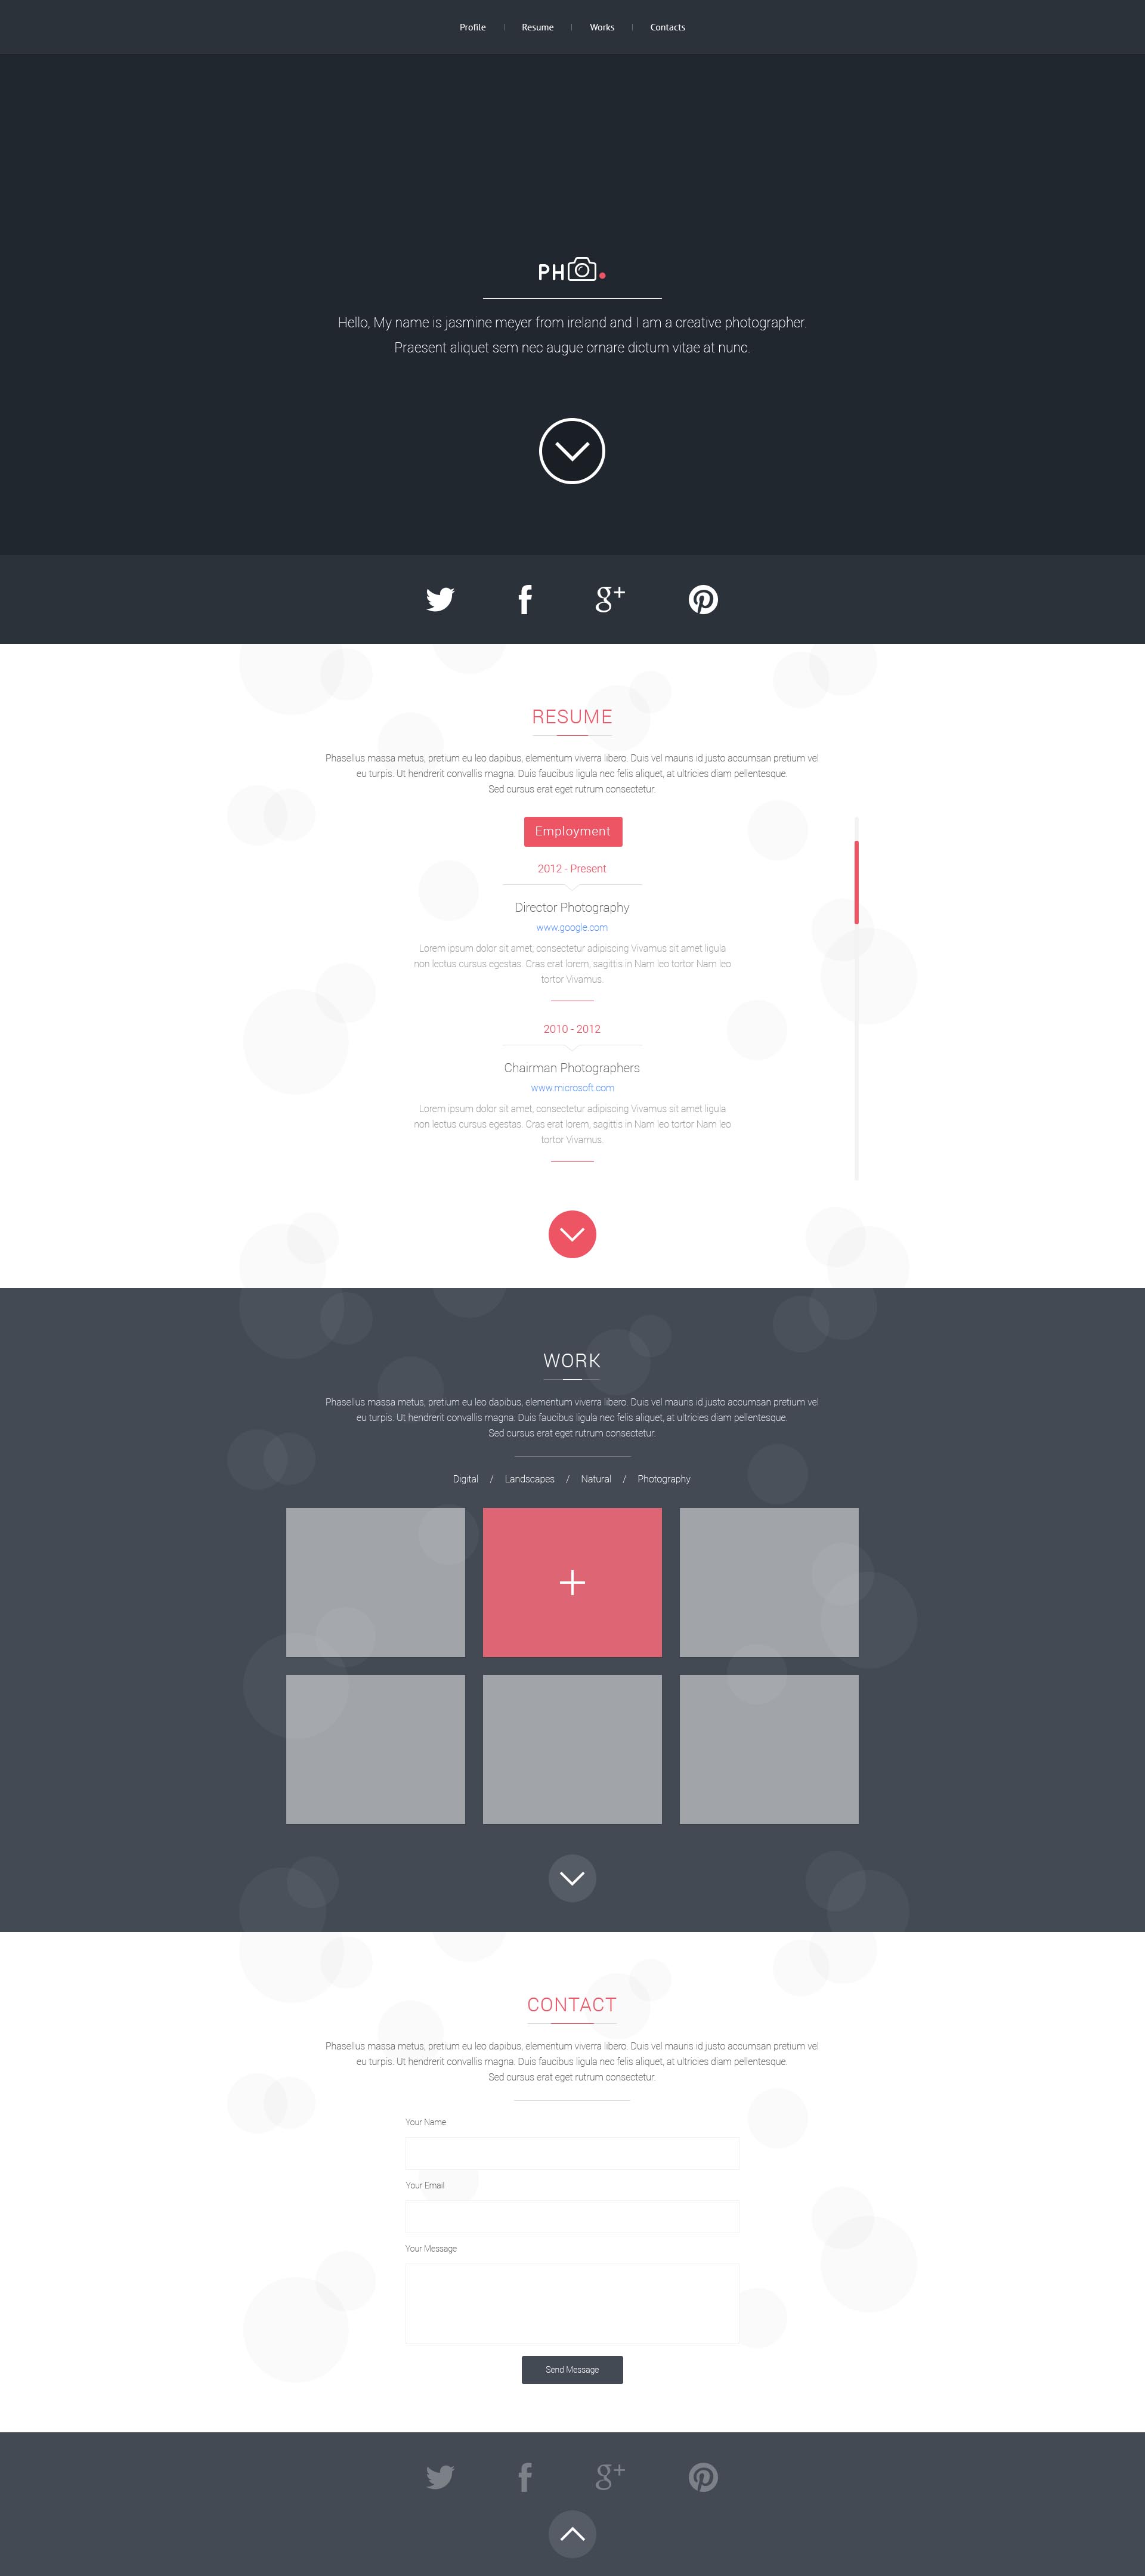 Profile | Resume | Works | Contacts
PH
Hello, My name is jasmine meyer from ireland and I am a creative photographer.
Praesent aliquet sem nec augue ornare dictum vitae at nunc.
f g+
RESUME
Phasellus massa metus, pretium eu leo dapibus, elementum viverra libero. Duis vel mauris id justo accumsan pretium vel
eu turpis. Ut hendrerit convallis magna. Duis faucibus ligula nec felis aliquet, at ultricies diam pellentesque.
Sed cursus erat eget rutrum consectetur.
Employment
2012 - Present
Director Photography
www.google.com
Lorem ipsum dolor sit amet, consectetur adipiscing Vivamus sit amet ligula
non lectus cursus egestas. Cras erat lorem, sagittis in Nam leo tortor Nam leo
tortor Vivamus.
2010 - 2012
Chairman Photographers
www.microsoft.com
Lorem ipsum dolor sit amet, consectetur adipiscing Vivamus sit amet ligula
non lectus cursus egestas. Cras erat lorem, sagittis in Nam leo tortor Nam leo
tortor Vivamus.
WORK
Phasellus massa metus, pretium eu leo dapibus, elementum viverra libero. Duis vel mauris id justo accumsan pretium vel
eu turpis. Ut hendrerit convallis magna. Duis faucibus ligula nec felis aliquet, at ultricies diam pellentesque.
Sed cursus erat eget rutrum consectetur.
Digital / Landscapes / Natural / Photography
CONTACT
Phasellus massa metus, pretium eu leo dapibus, elementum viverra libero. Duis vel mauris id justo accumsan pretium vel
eu turpis. Ut hendrerit convallis magna. Duis faucibus ligula nec felis aliquet, at ultricies diam pellentesque.
Sed cursus erat eget rutrum consectetur.
Your Name
Your Email
Your Message
Send Message
f g+